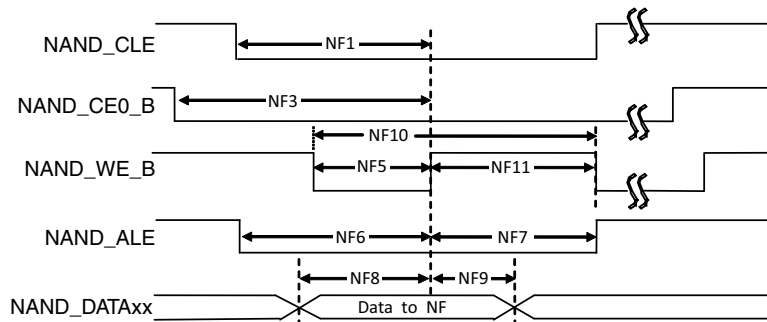 NAND_CLE
NF1
NAND_CE0_B
NF3
NF10
NAND_WE_B
NF5
NF11
NAND_ALE
NF6
NF7
NF8
NF9
NAND_DATAxx
Data to NF